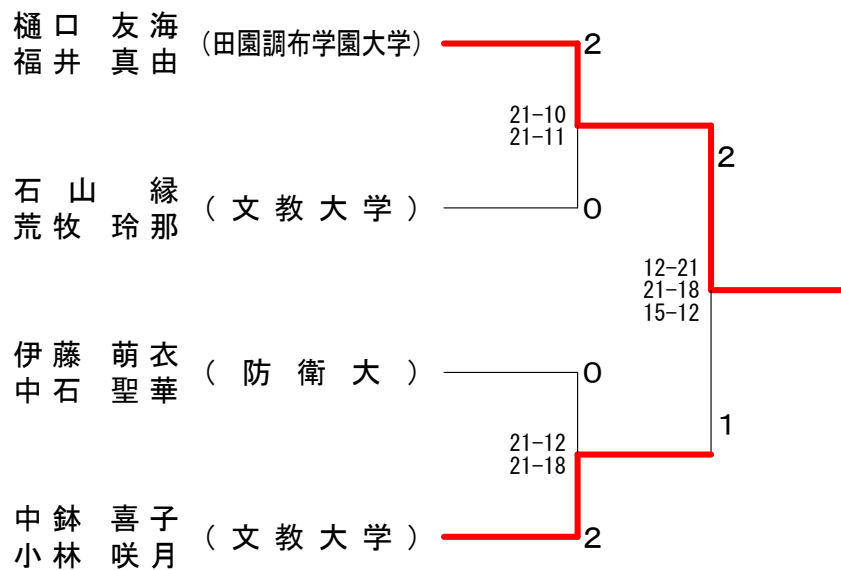 樋口 友海
福井 真由
(田園調布学園大学)
2
21-10
21-11
2
石山 縁
荒牧 玲那
(文教大学)
0
12-21
21-18
15-12
伊藤 萌衣
中石 聖華
(防衛大)
0
1
21-12
21-18
中鉢 喜子
小林 咲月
(文教大学)
2